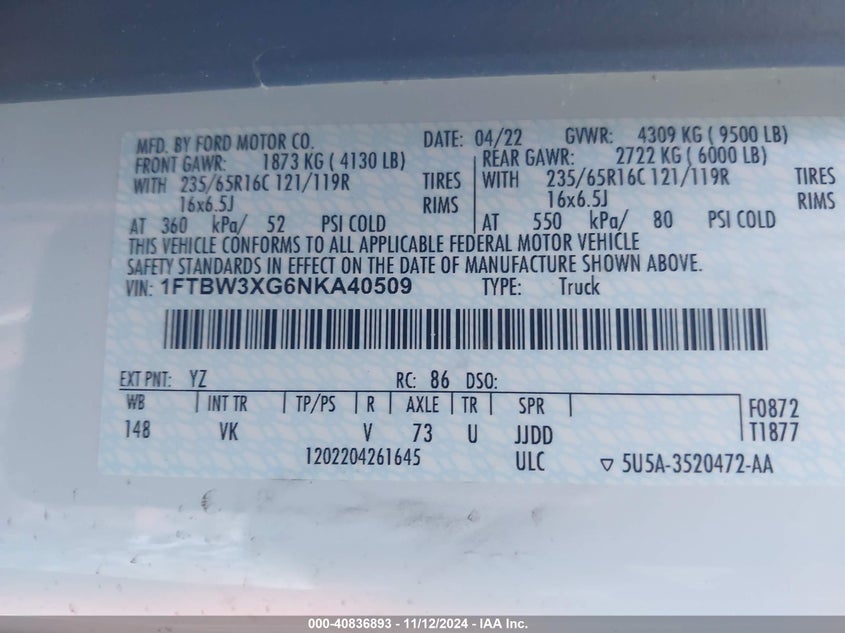 MFD. BY FORD MOTOR CO. DATE: 04/22 GVWR: 4309 KG ( 9500 LB)
FRONT GAWR: 1873 KG ( 4130 LB) REAR GAWR: 2722 KG ( 6000 LB)
WITH 235/65R16C 121/119R TIRES WITH 235/65R16C 121/119R TIRES
16x6.5J RIMS 16x6.5J RIMS
AT 360 kPa/ 52 PSI COLD AT 550 kPa/ 80 PSI COLD
THIS VEHICLE CONFORMS TO ALL APPLICABLE FEDERAL MOTOR VEHICLE
SAFETY STANDARDS IN EFFECT ON THE DATE OF MANUFACTURE SHOWN ABOVE.
VIN: 1FTBW3XG6NKA40509 TYPE: Truck
EXT PNT: YZ RC: 86 DSO:
WB INT TR TP/PS R AXLE TR SPR F0872
148 VK V 73 U JJDD T1877
1202204261645 ULC ▽ 5U5A-3520472-AA
000-40836893 - 11/12/2024 - IAA Inc.